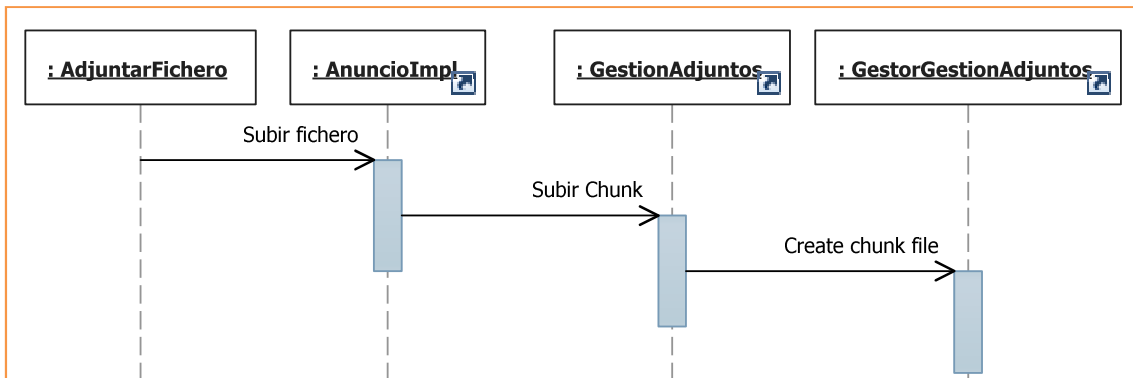 : AdjuntarFichero
: AnuncioImpl
: GestionAdjuntos
: GestorGestionAdjuntos
Subir fichero
Subir Chunk
Create chunk file